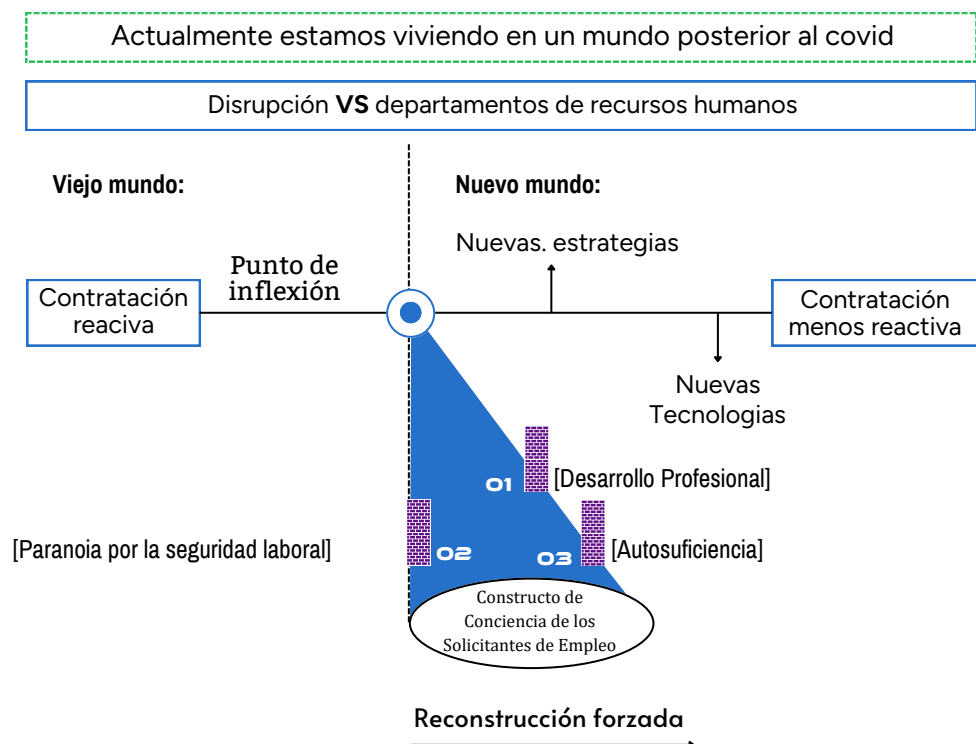 Actualmente estamos viviendo en un mundo posterior al covid
Disrupción VS departamentos de recursos humanos
Viejo mundo:
Nuevo mundo:
Nuevas. estrategias
Punto de
inflexión
Contratación
reaciva
Contratación
menos reactiva
Nuevas
Tecnologias
01
[Desarrollo Profesional]
[Paranoia por la seguridad laboral]
02
03
[Autosuficiencia]
Constructo de
Conciencia de los
Solicitantes de Empleo
Reconstrucción forzada